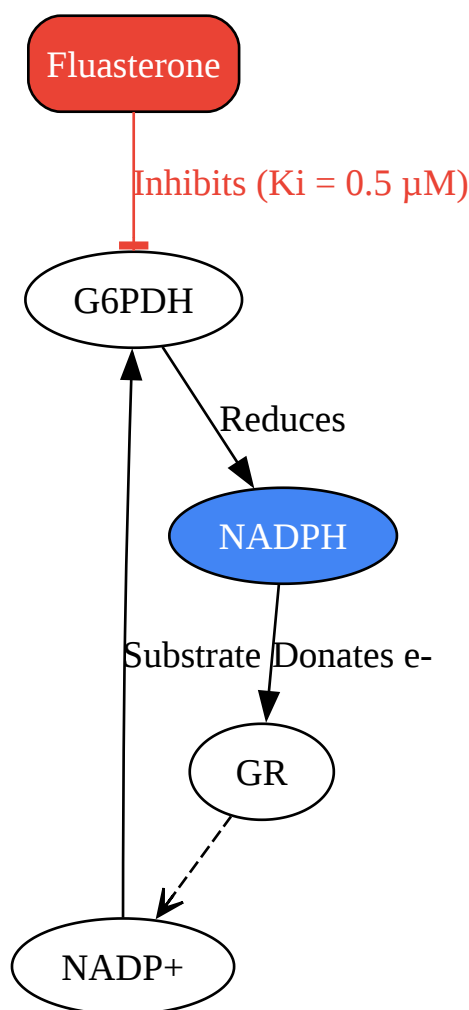 Fluasterone
Inhibits (Ki = 0.5 µM)
G6PDH
Reduces
NADPH
Substrate
Donates e-
GR
NADP+